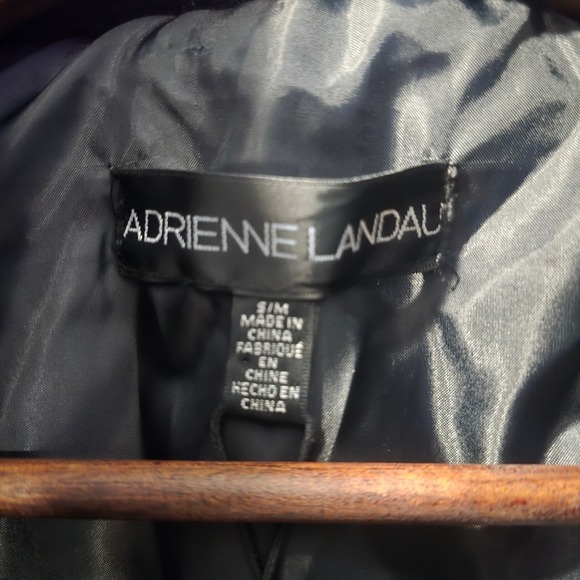 ADRIENNE LANDAU
S/M
MADE IN
CHINA
FABRIQUÉ
EN
CHINE
HECHO EN
CHINA